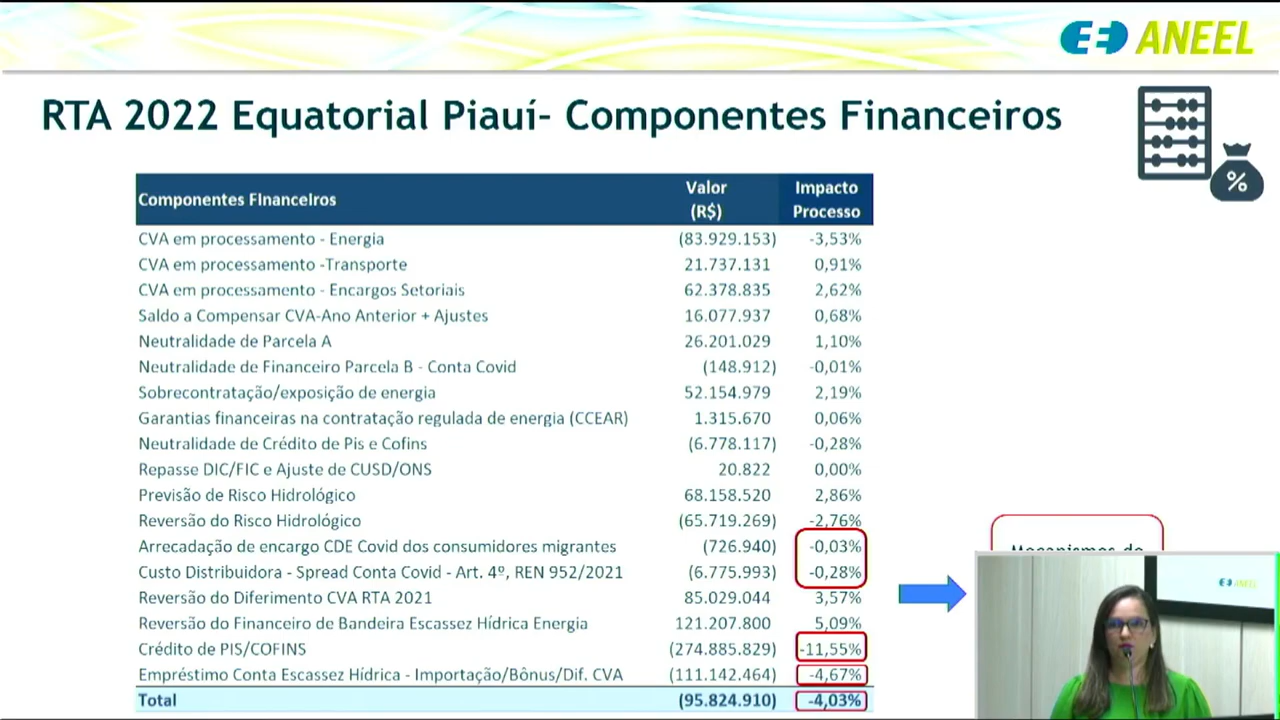 ANEEL
RTA 2022 Equatorial Piauí- Componentes Financeiros
%
Componentes Financeiros Valor (R$) Impacto Processo
CVA em processamento - Energia (83.929.153) -3,53%
CVA em processamento -Transporte 21.737.131 0,91%
CVA em processamento - Encargos Setoriais 62.378.835 2,62%
Saldo a Compensar CVA-Ano Anterior + Ajustes 16.077.937 0,68%
Neutralidade de Parcela A 26.201.029 1,10%
Neutralidade de Financeiro Parcela B - Conta Covid (148.912) -0,01%
Sobrecontratação/exposição de energia 52.154.979 2,19%
Garantias financeiras na contratação regulada de energia (CCEAR) 1.315.670 0,06%
Neutralidade de Crédito de Pis e Cofins (6.778.117) -0,28%
Repasse DIC/FIC e Ajuste de CUSD/ONS 20.822 0,00%
Previsão de Risco Hidrológico 68.158.520 2,86%
Reversão do Risco Hidrológico (65.719.269) -2,76%
Arrecadação de encargo CDE Covid dos consumidores migrantes (726.940) -0,03%
Custo Distribuidora - Spread Conta Covid - Art. 4º, REN 952/2021 (6.775.993) -0,28%
Reversão do Diferimento CVA RTA 2021 85.029.044 3,57%
Reversão do Financeiro de Bandeira Escassez Hídrica Energia 121.207.800 5,09%
Crédito de PIS/COFINS (274.885.829) -11,55%
Empréstimo Conta Escassez Hídrica - Importação/Bônus/Dif. CVA (111.142.464) -4,67%
Total (95.824.910) -4,03%
Mecanismos de
ANEEL